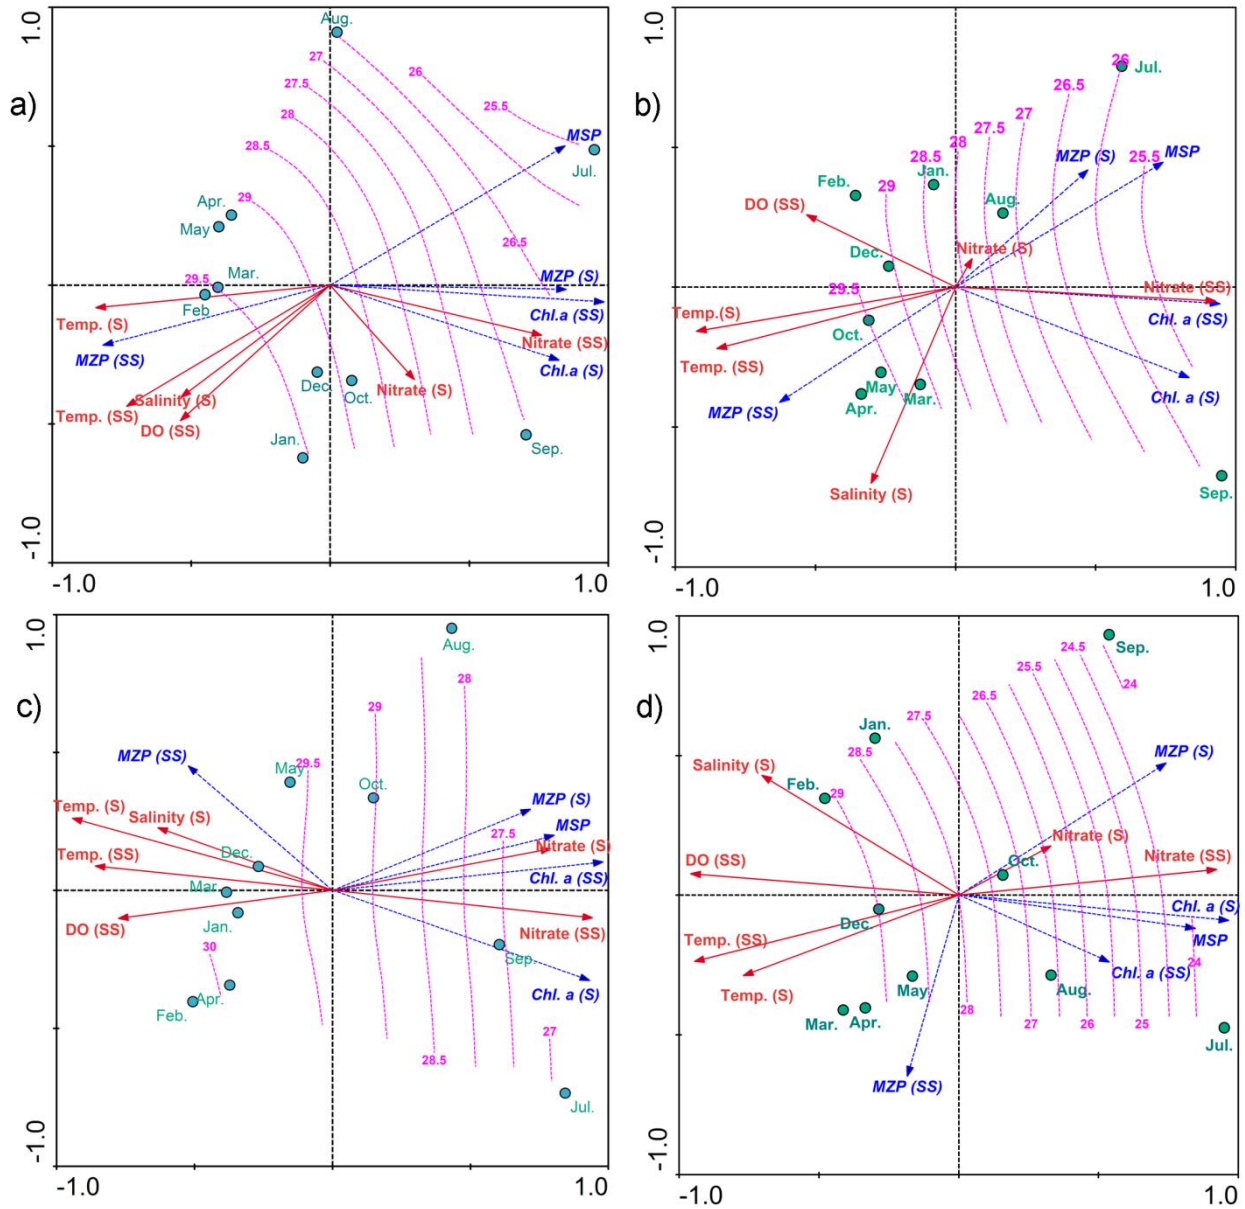 a)
1.0
-1.0
-1.0
1.0
Aug.
27
26
27.5
25.5
28
MSP
28.5
Jul.
29
Apr.
May
26.5
Mar.
29.5
MZP (S)
Feb
Chl.a (SS)
Temp. (S)
Nitrate (SS)
MZP (SS)
Chl.a (S)
Dec
Nitrate (S)
Oct.
Salinity (S)
Temp. (SS)
DO (SS)
Jan.
Sep.
b)
1.0
-1.0
-1.0
1.0
26
Jul.
26.5
27
27.5
28
MZP (S)
MSP
28.5
25.5
Jan.
Feb.
29
Aug.
DO (SS)
Nitrate (S)
Dec.
29.5
Nitrate (SS)
Temp.(S)
Chl.a (SS)
Oct.
Temp. (SS)
May
Mar.
Chl.a (S)
Apr.
MZP (SS)
Salinity (S)
Sep.
c)
1.0
-1.0
-1.0
1.0
Aug.
28
29
MZP (SS)
May
29.5
Oct.
MZP (S)
Temp. (S)
Salinity (S)
MSP
27.5
Nitrate (S)
Dec.
Temp. (SS)
Chl. a (SS)
Mar.
Jan.
DO (SS)
Nitrate (SS)
30
Sep.
Chl. a (S)
Apr.
Feb.
27
28.5
Jul.
d)
1.0
-1.0
-1.0
1.0
24.5
Sep.
25.5
24
26.5
27.5
Jan.
28.5
MZP (S)
Salinity (S)
Feb.
29
Nitrate (S)
Oct.
DO (SS)
Nitrate (SS)
Chl. a (S)
Dec.
MSP
Temp. (SS)
24
Chl. a (SS)
Temp. (S)
May
Aug.
28
27
26
25
Mar.
Apr.
Jul.
MZP (SS)